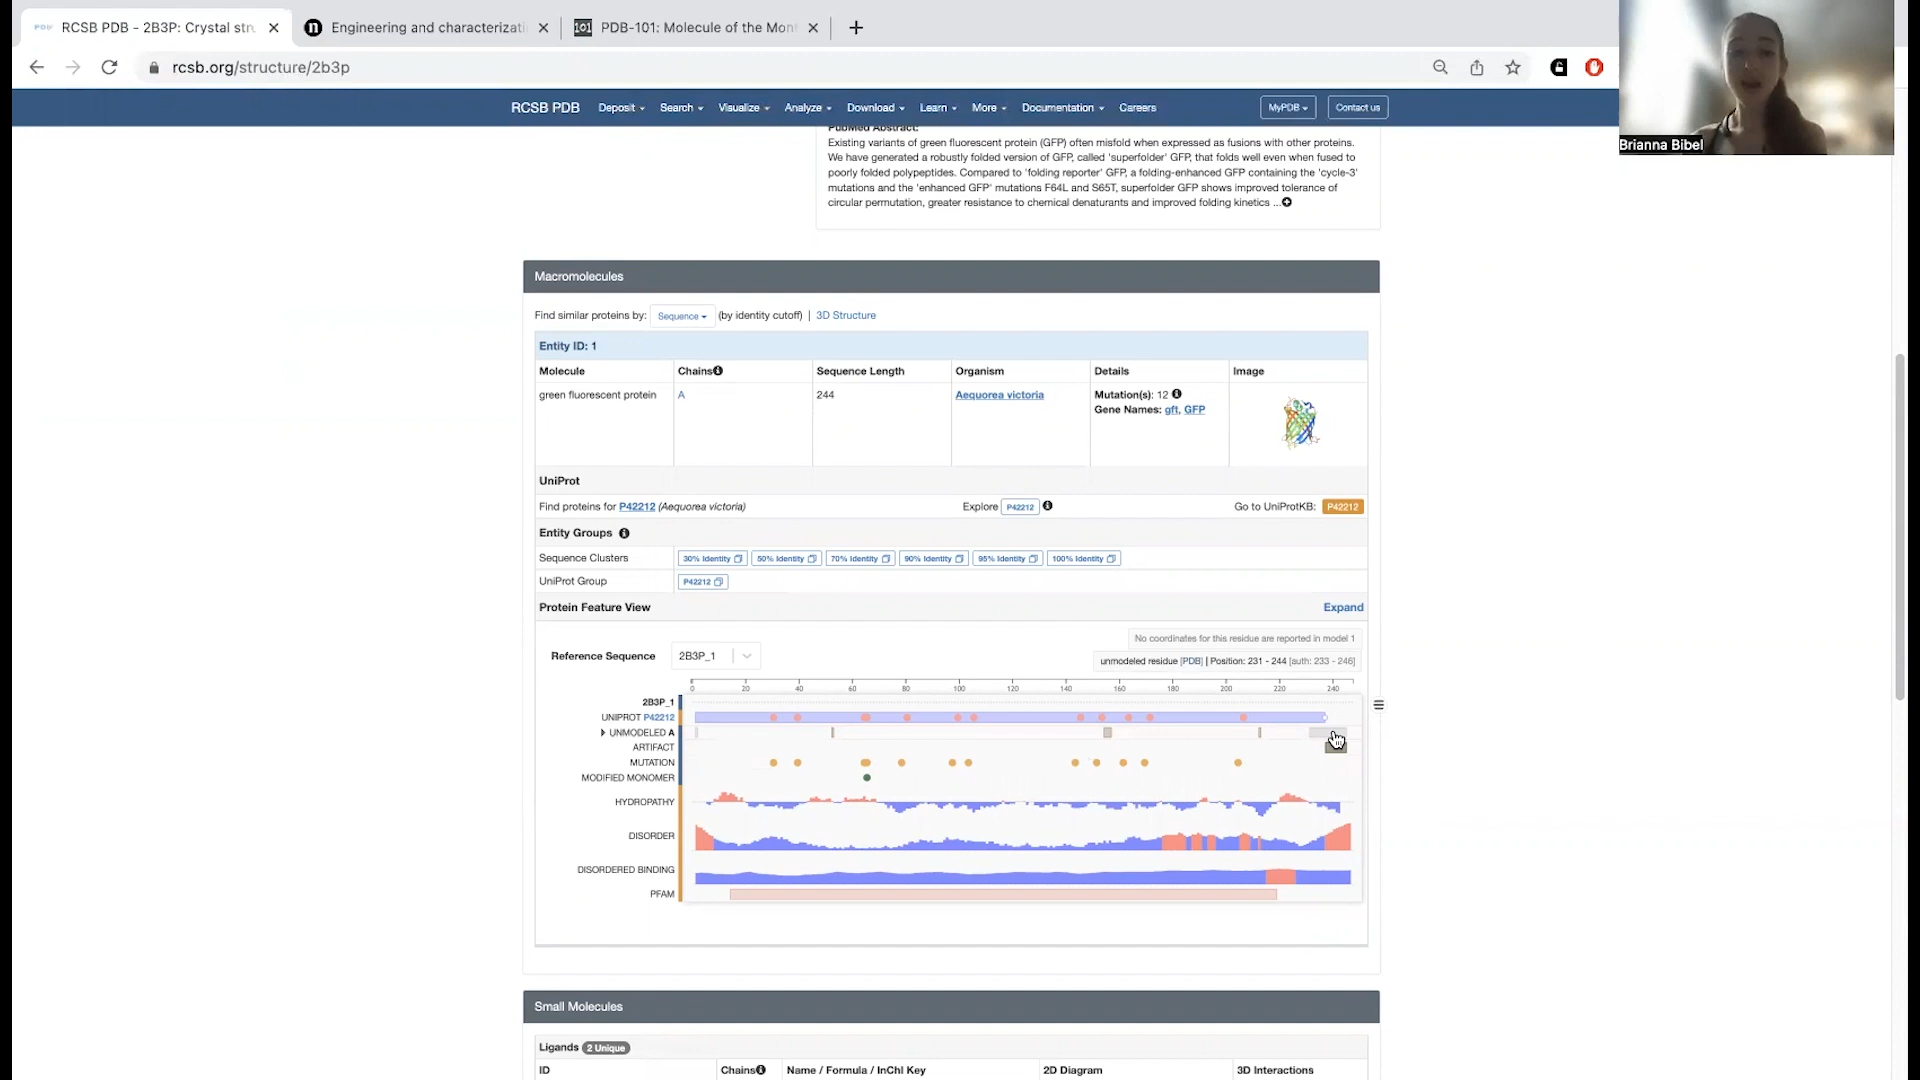 RCSB PDB - 2B3P: Crystal str
Engineering and characterizati
PDB-101: Molecule of the Mon
rcsb.org/structure/2b3p
Brianna Bibel
RCSB PDB Deposit Search Visualize Analyze Download Learn More Documentation Careers MyPDB Contact us
PubMed Abstract:
Existing variants of green fluorescent protein (GFP) often misfold when expressed as fusions with other proteins.
We have generated a robustly folded version of GFP, called 'superfolder' GFP, that folds well even when fused to
poorly folded polypeptides. Compared to 'folding reporter' GFP, a folding-enhanced GFP containing the 'cycle-3'
mutations and the 'enhanced GFP' mutations F64L and S65T, superfolder GFP shows improved tolerance of
circular permutation, greater resistance to chemical denaturants and improved folding kinetics ...
Macromolecules
Find similar proteins by: Sequence (by identity cutoff) | 3D Structure
Entity ID: 1
Molecule Chains Sequence Length Organism Details Image
green fluorescent protein A 244 Aequorea victoria Mutation(s): 12
Gene Names: gft, GFP
UniProt
Find proteins for P42212 (Aequorea victoria) Explore P42212 Go to UniProtKB: P42212
Entity Groups
Sequence Clusters 30% Identity 50% Identity 70% Identity 90% Identity 95% Identity 100% Identity
UniProt Group P42212
Protein Feature View Expand
No coordinates for this residue are reported in model 1
Reference Sequence 2B3P_1
unmodeled residue [PDB] | Position: 231 - 244 [auth: 233 - 246]
0 20 40 60 80 100 120 140 160 180 200 220 240
2B3P_1
UNIPROT P42212
UNMODELED A
ARTIFACT
MUTATION
MODIFIED MONOMER
HYDROPATHY
DISORDER
DISORDERED BINDING
PFAM
Small Molecules
Ligands 2 Unique
ID Chains Name / Formula / InChI Key 2D Diagram 3D Interactions